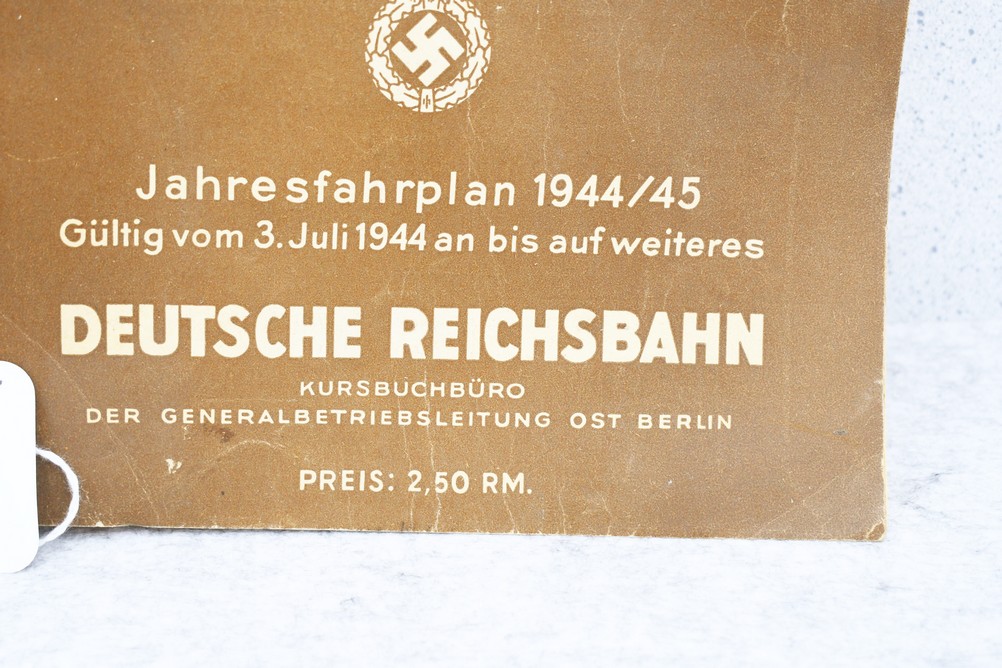 Jahresfahrplan 1944/45
Gültig vom 3. Juli 1944 an bis auf weiteres
DEUTSCHE REICHSBAHN
KURSBUCHBÜRO
DER GENERALBETRIEBSLEITUNG OST BERLIN
PREIS: 2,50 RM.